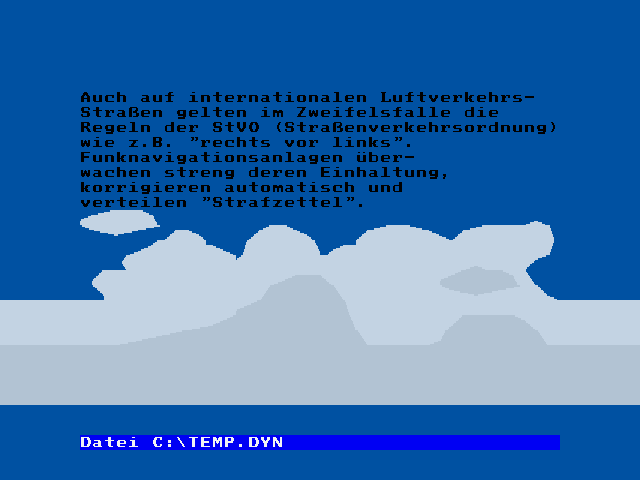 Auch auf internationalen Luftverkehrs-
Straßen gelten im Zweifelsfalle die
Regeln der StVO (Straßenverkehrsordnung)
wie z.B. "rechts vor links".
Funknavigationsanlagen über-
wachen streng deren Einhaltung,
korrigieren automatisch und
verteilen "Strafzettel".
Datei C:\TEMP.DYN